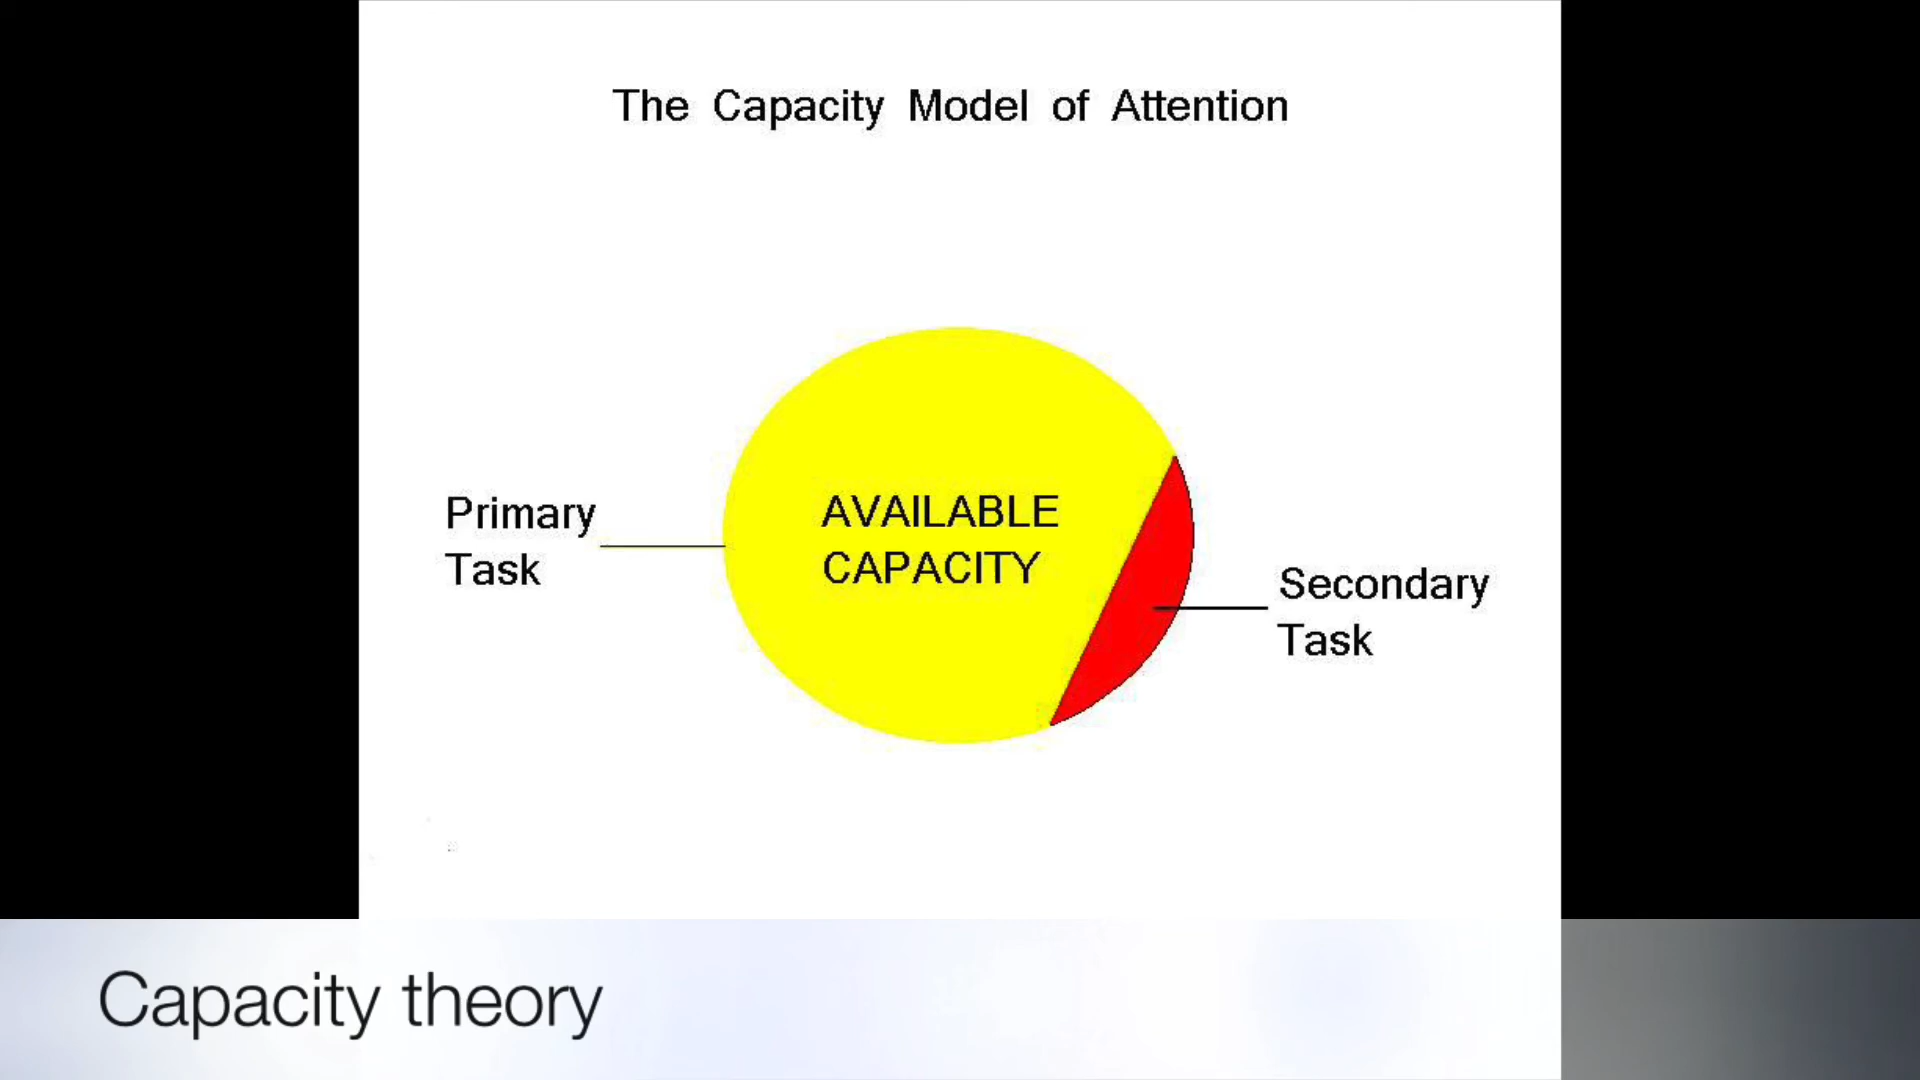 The Capacity Model of Attention
Primary
Task
AVAILABLE
CAPACITY
Secondary
Task
Capacity theory